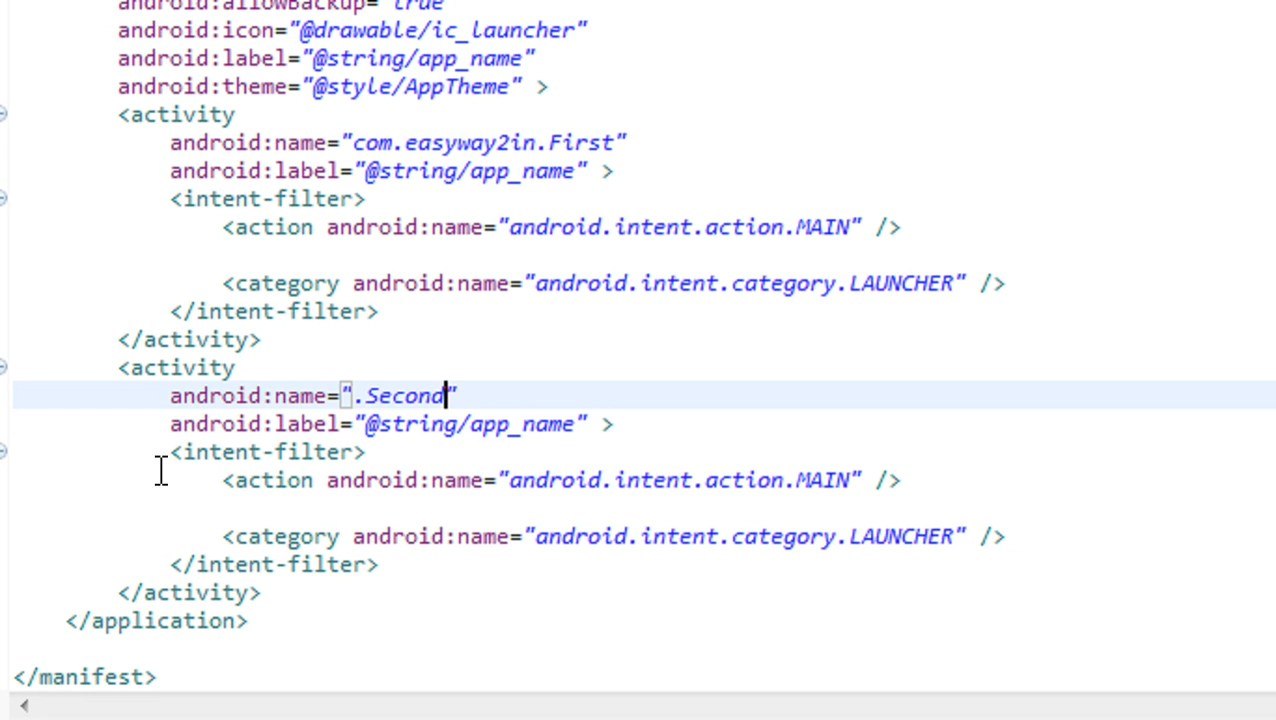 android:allowBackup="true"
android:icon="@drawable/ic_launcher"
android:label="@string/app_name"
android:theme="@style/AppTheme" >
<activity
android:name="com.easyway2in.First"
android:label="@string/app_name" >
<intent-filter>
<action android:name="android.intent.action.MAIN" />
<category android:name="android.intent.category.LAUNCHER" />
</intent-filter>
</activity>
<activity
android:name=".Second"
android:label="@string/app_name" >
<intent-filter>
<action android:name="android.intent.action.MAIN" />
<category android:name="android.intent.category.LAUNCHER" />
</intent-filter>
</activity>
</application>
</manifest>